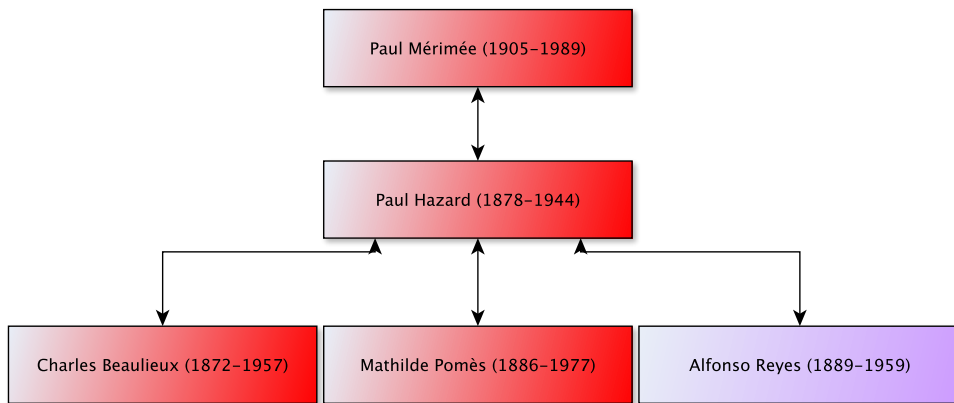 Paul Mérimée (1905–1989)
Paul Hazard (1878–1944)
Charles Beaulieux (1872–1957)
Mathilde Pomès (1886–1977)
Alfonso Reyes (1889–1959)